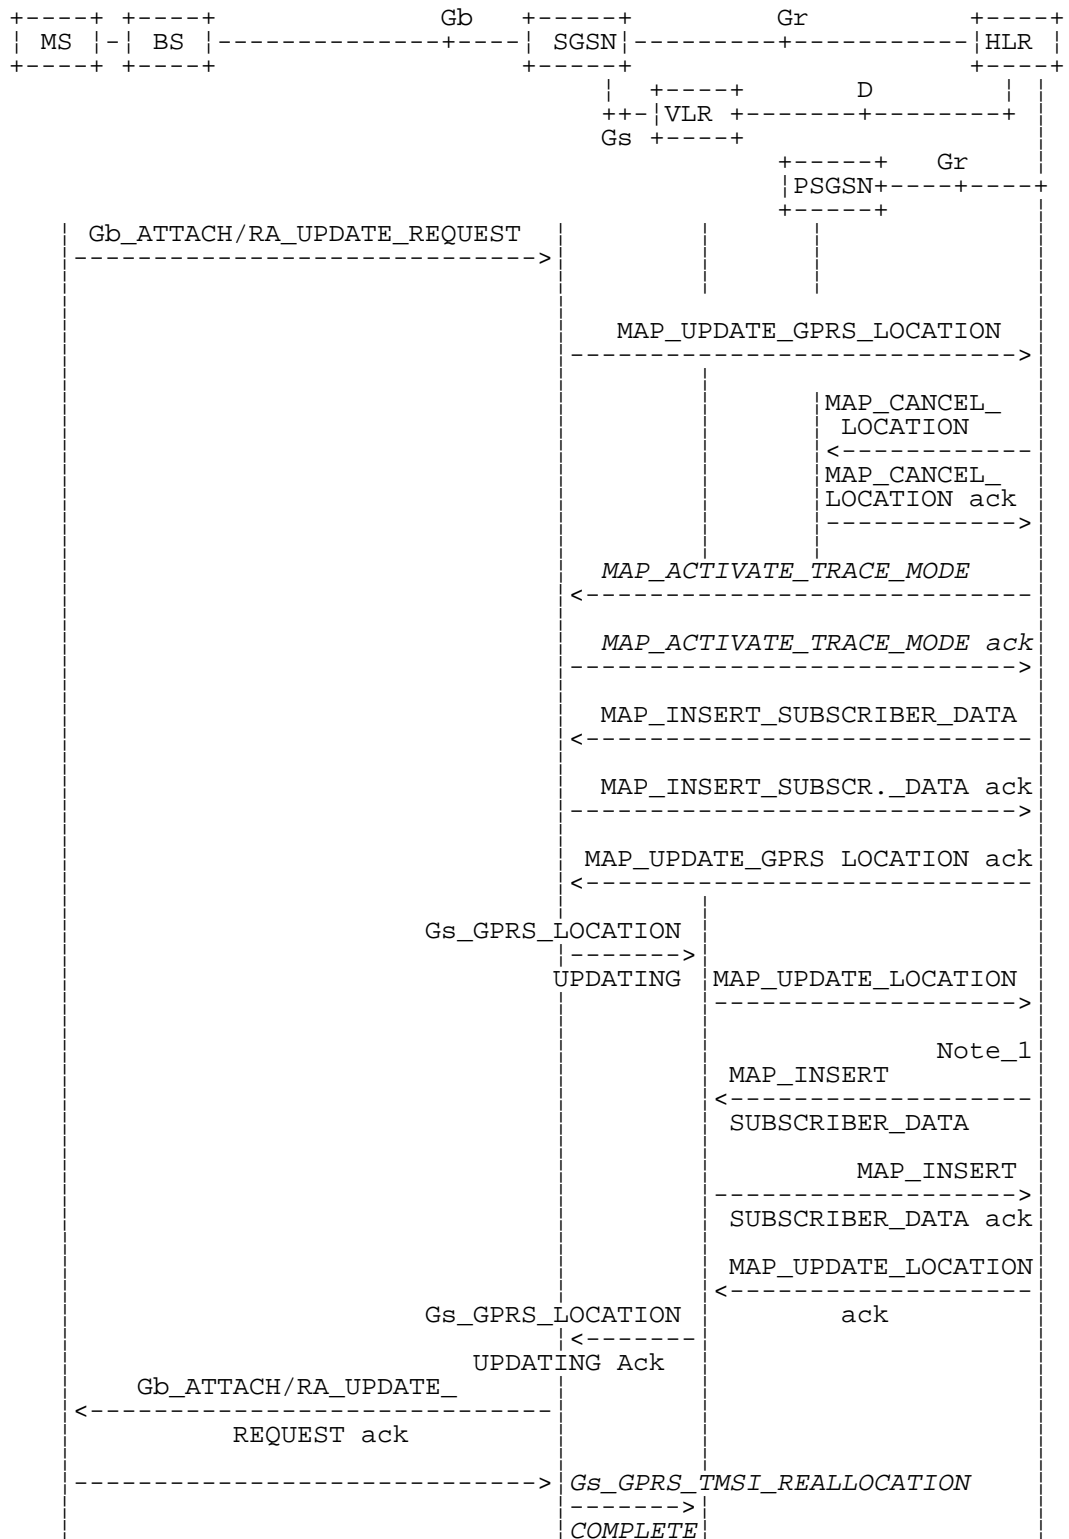 Gb Gr
MS BS SGSN HLR
D
VLR
Gs
Gr
PSGSN
Gb_ATTACH/RA_UPDATE_REQUEST
MAP_UPDATE_GPRS_LOCATION
MAP_CANCEL_
LOCATION
MAP_CANCEL_
LOCATION ack
MAP_ACTIVATE_TRACE_MODE
MAP_ACTIVATE_TRACE_MODE ack
MAP_INSERT_SUBSCRIBER_DATA
MAP_INSERT_SUBSCR._DATA ack
MAP_UPDATE_GPRS LOCATION ack
Gs_GPRS_LOCATION
UPDATING MAP_UPDATE_LOCATION
Note_1
MAP_INSERT
SUBSCRIBER_DATA
MAP_INSERT
SUBSCRIBER_DATA ack
MAP_UPDATE_LOCATION
Gs_GPRS_LOCATION ack
UPDATING Ack
Gb_ATTACH/RA_UPDATE_
REQUEST ack
Gs_GPRS_TMSI_REALLOCATION
COMPLETE